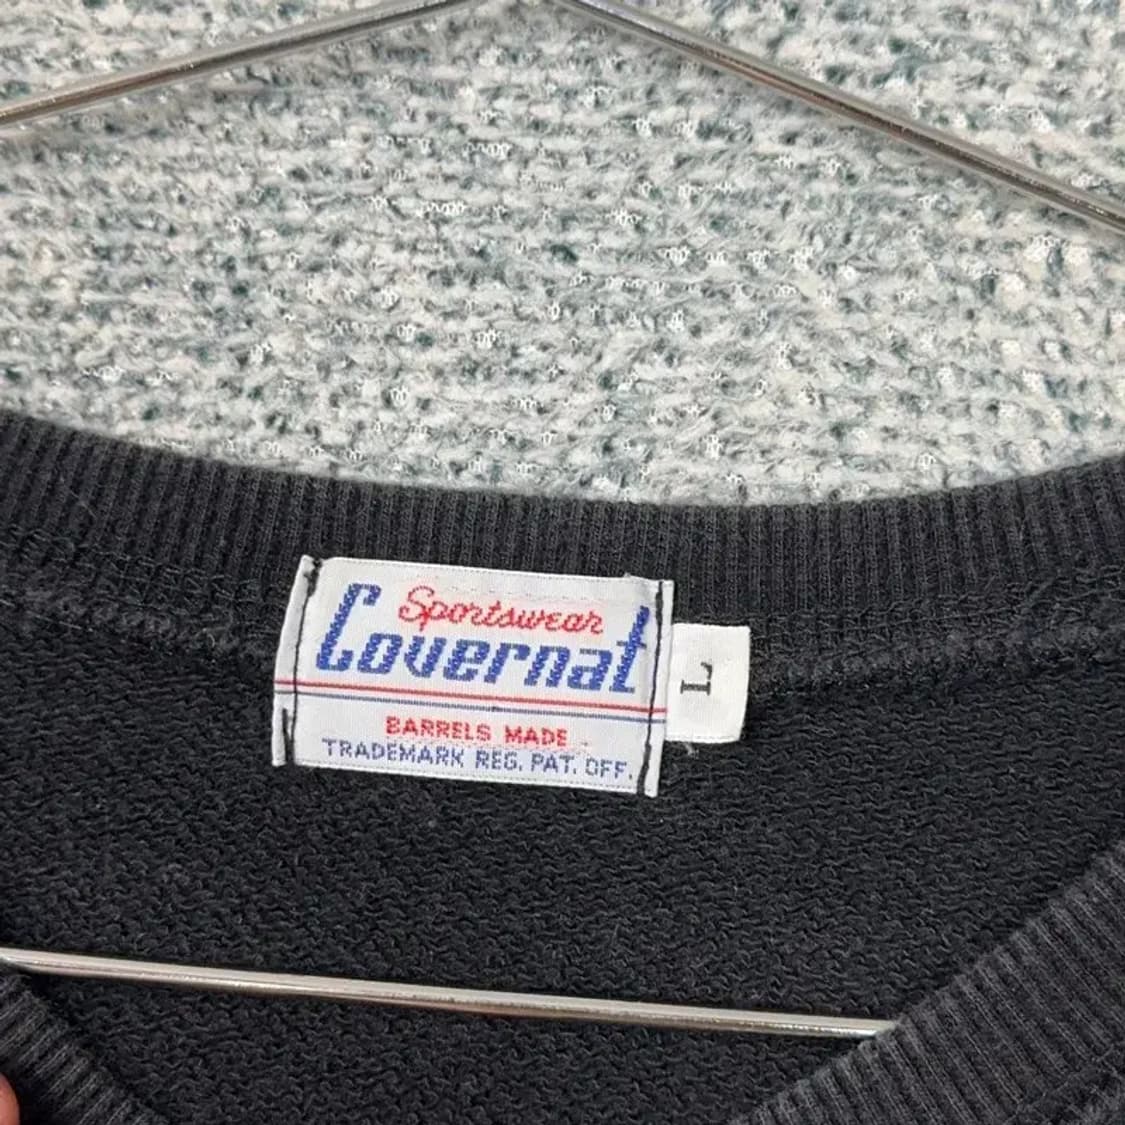 Sportswear
Covernat
BARRELS MADE
TRADEMARK REG. PAT. OFF.
L